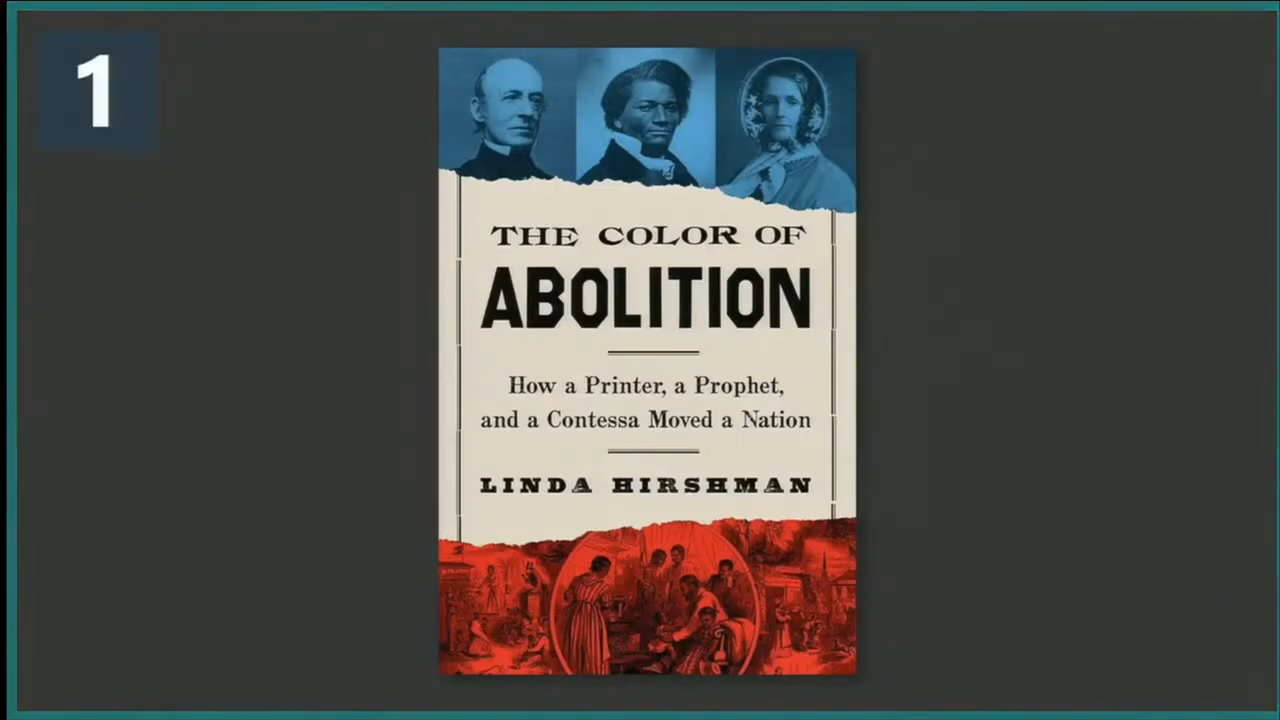 1
THE COLOR OF
ABOLITION
How a Printer, a Prophet,
and a Contessa Moved a Nation
LINDA HIRSHMAN